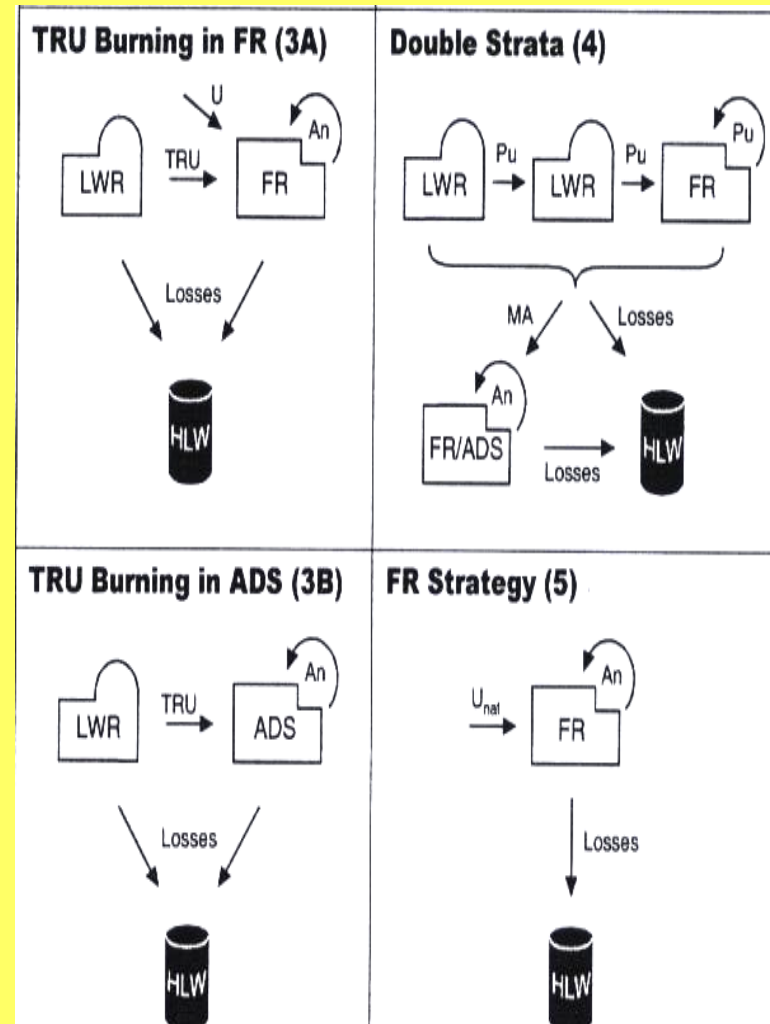 TRU Burning in FR (3A)
U
An
TRU
LWR
FR
Losses
HLW
Double Strata (4)
Pu
Pu
Pu
LWR
LWR
FR
MA
Losses
An
FR/ADS
Losses
HLW
TRU Burning in ADS (3B)
An
TRU
LWR
ADS
Losses
HLW
FR Strategy (5)
An
Unat
FR
Losses
HLW